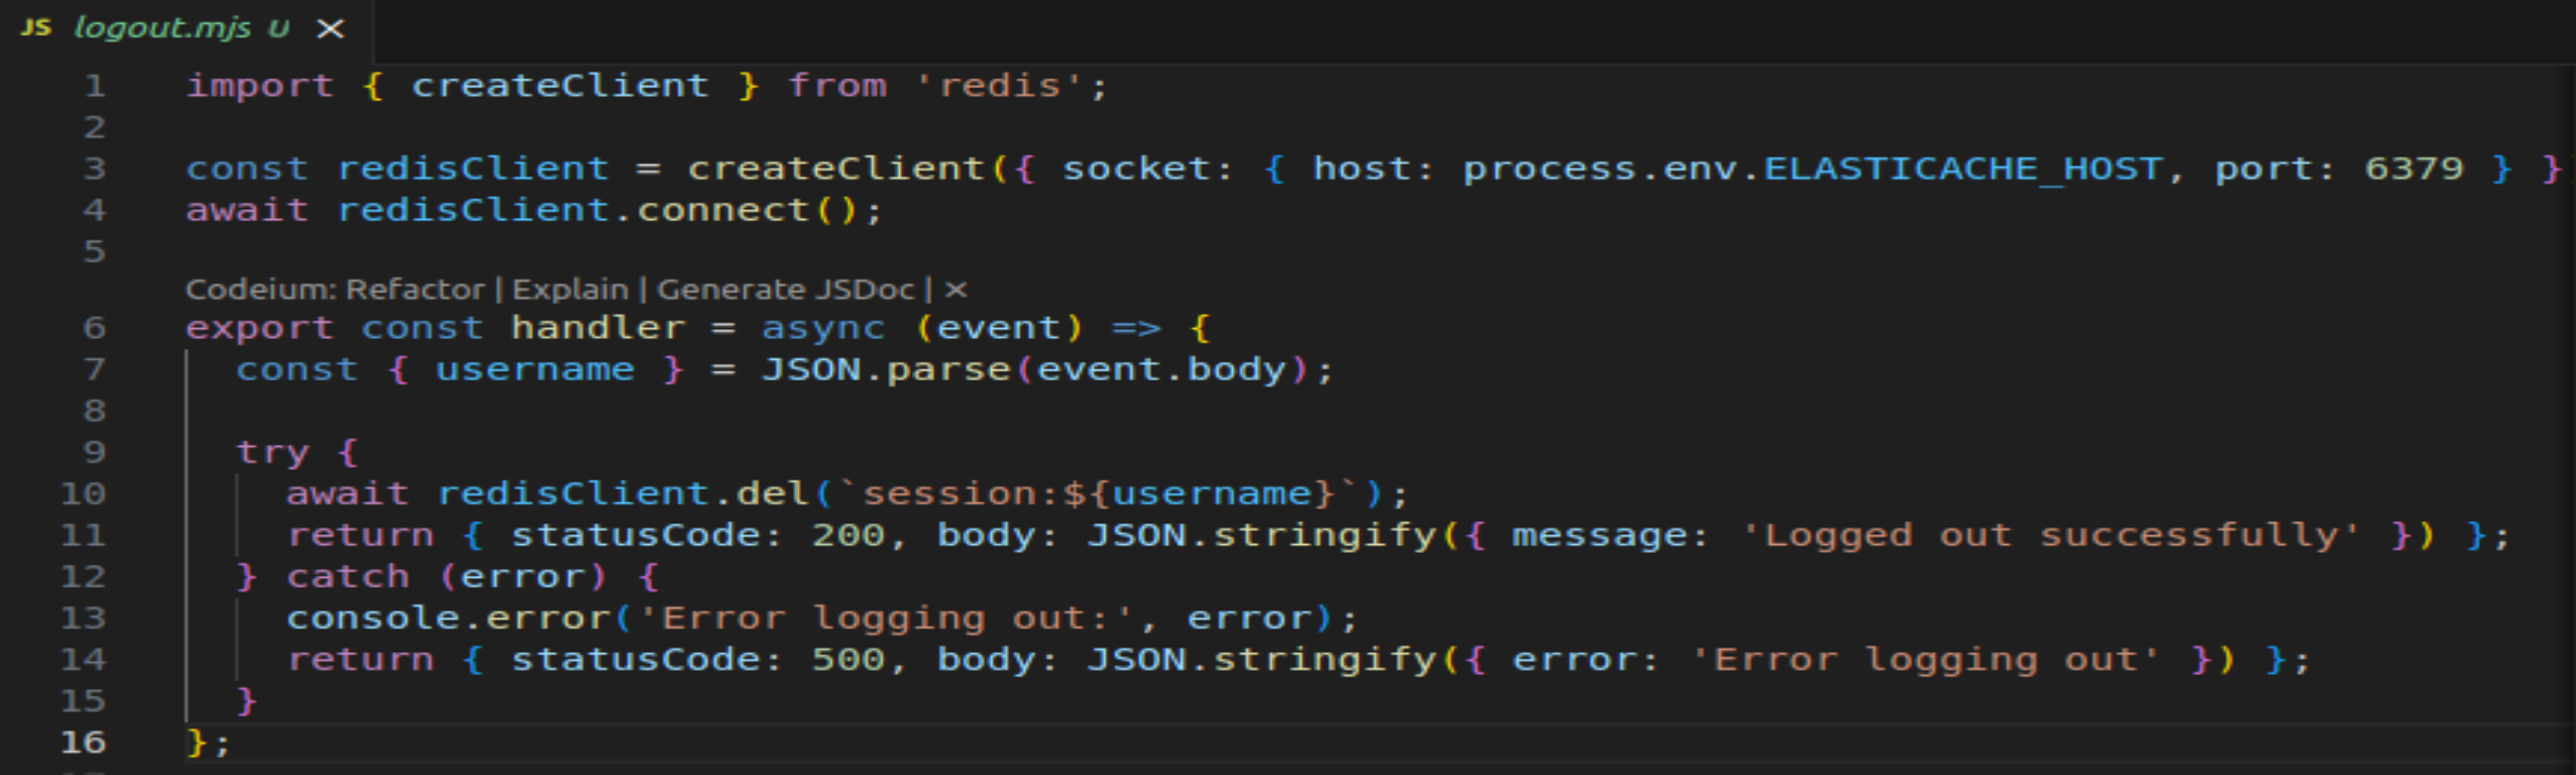 JS logout.mjs U ×
1 import { createClient } from 'redis';
2
3 const redisClient = createClient({ socket: { host: process.env.ELASTICACHE_HOST, port: 6379 } }
4 await redisClient.connect();
5
Codeium: Refactor | Explain | Generate JSDoc | ×
6 export const handler = async (event) => {
7   const { username } = JSON.parse(event.body);
8
9   try {
10     await redisClient.del(`session:${username}`);
11     return { statusCode: 200, body: JSON.stringify({ message: 'Logged out successfully' }) };
12   } catch (error) {
13     console.error('Error logging out:', error);
14     return { statusCode: 500, body: JSON.stringify({ error: 'Error logging out' }) };
15   }
16 };